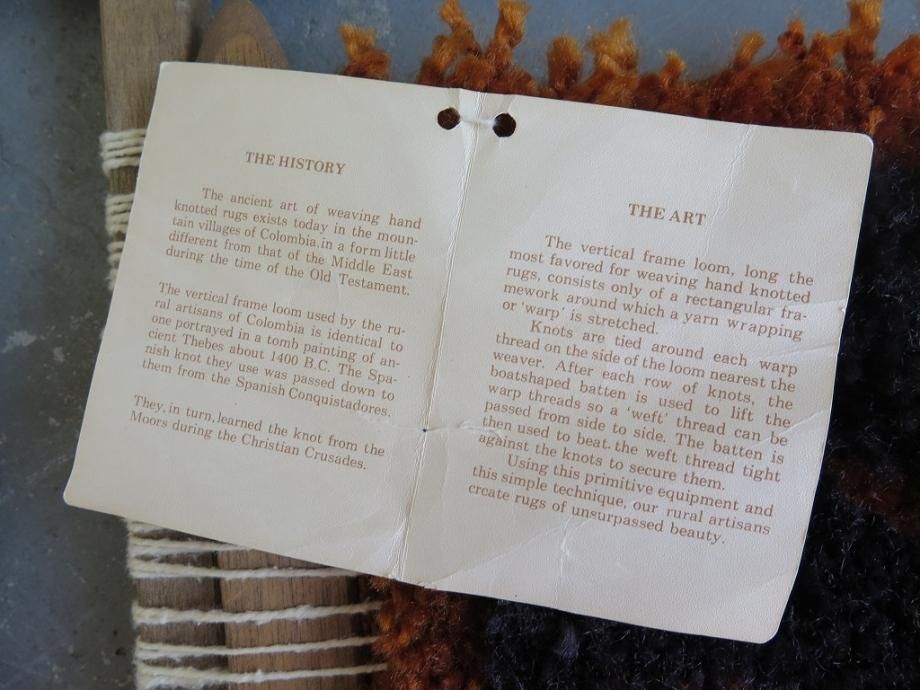 THE HISTORY
The ancient art of weaving hand
knotted rugs exists today in the moun-
tain villages of Colombia,in a form little
different from that of the Middle East
during the time of the Old Testament.
The vertical frame loom used by the ru-
ral artisans of Colombia is identical to
one portrayed in a tomb painting of an-
cient Thebes about 1400 B.C. The Spa-
nish knot they use was passed down to
them from the Spanish Conquistadores.
They, in turn, learned the knot from the
Moors during the Christian Crusades.
THE ART
The vertical frame loom, long the
most favored for weaving hand knotted
rugs, consists only of a rectangular fra-
mework around which a yarn wrapping
or 'warp' is stretched.
Knots are tied around each warp
thread on the side of the loom nearest the
weaver. After each row of knots, the
boatshaped batten is used to lift the
warp threads so a 'weft' thread can be
passed from side to side. The batten is
then used to beat.the weft thread tight
against the knots to secure them.
Using this primitive equipment and
this simple technique, our rural artisans
create rugs of unsurpassed beauty.